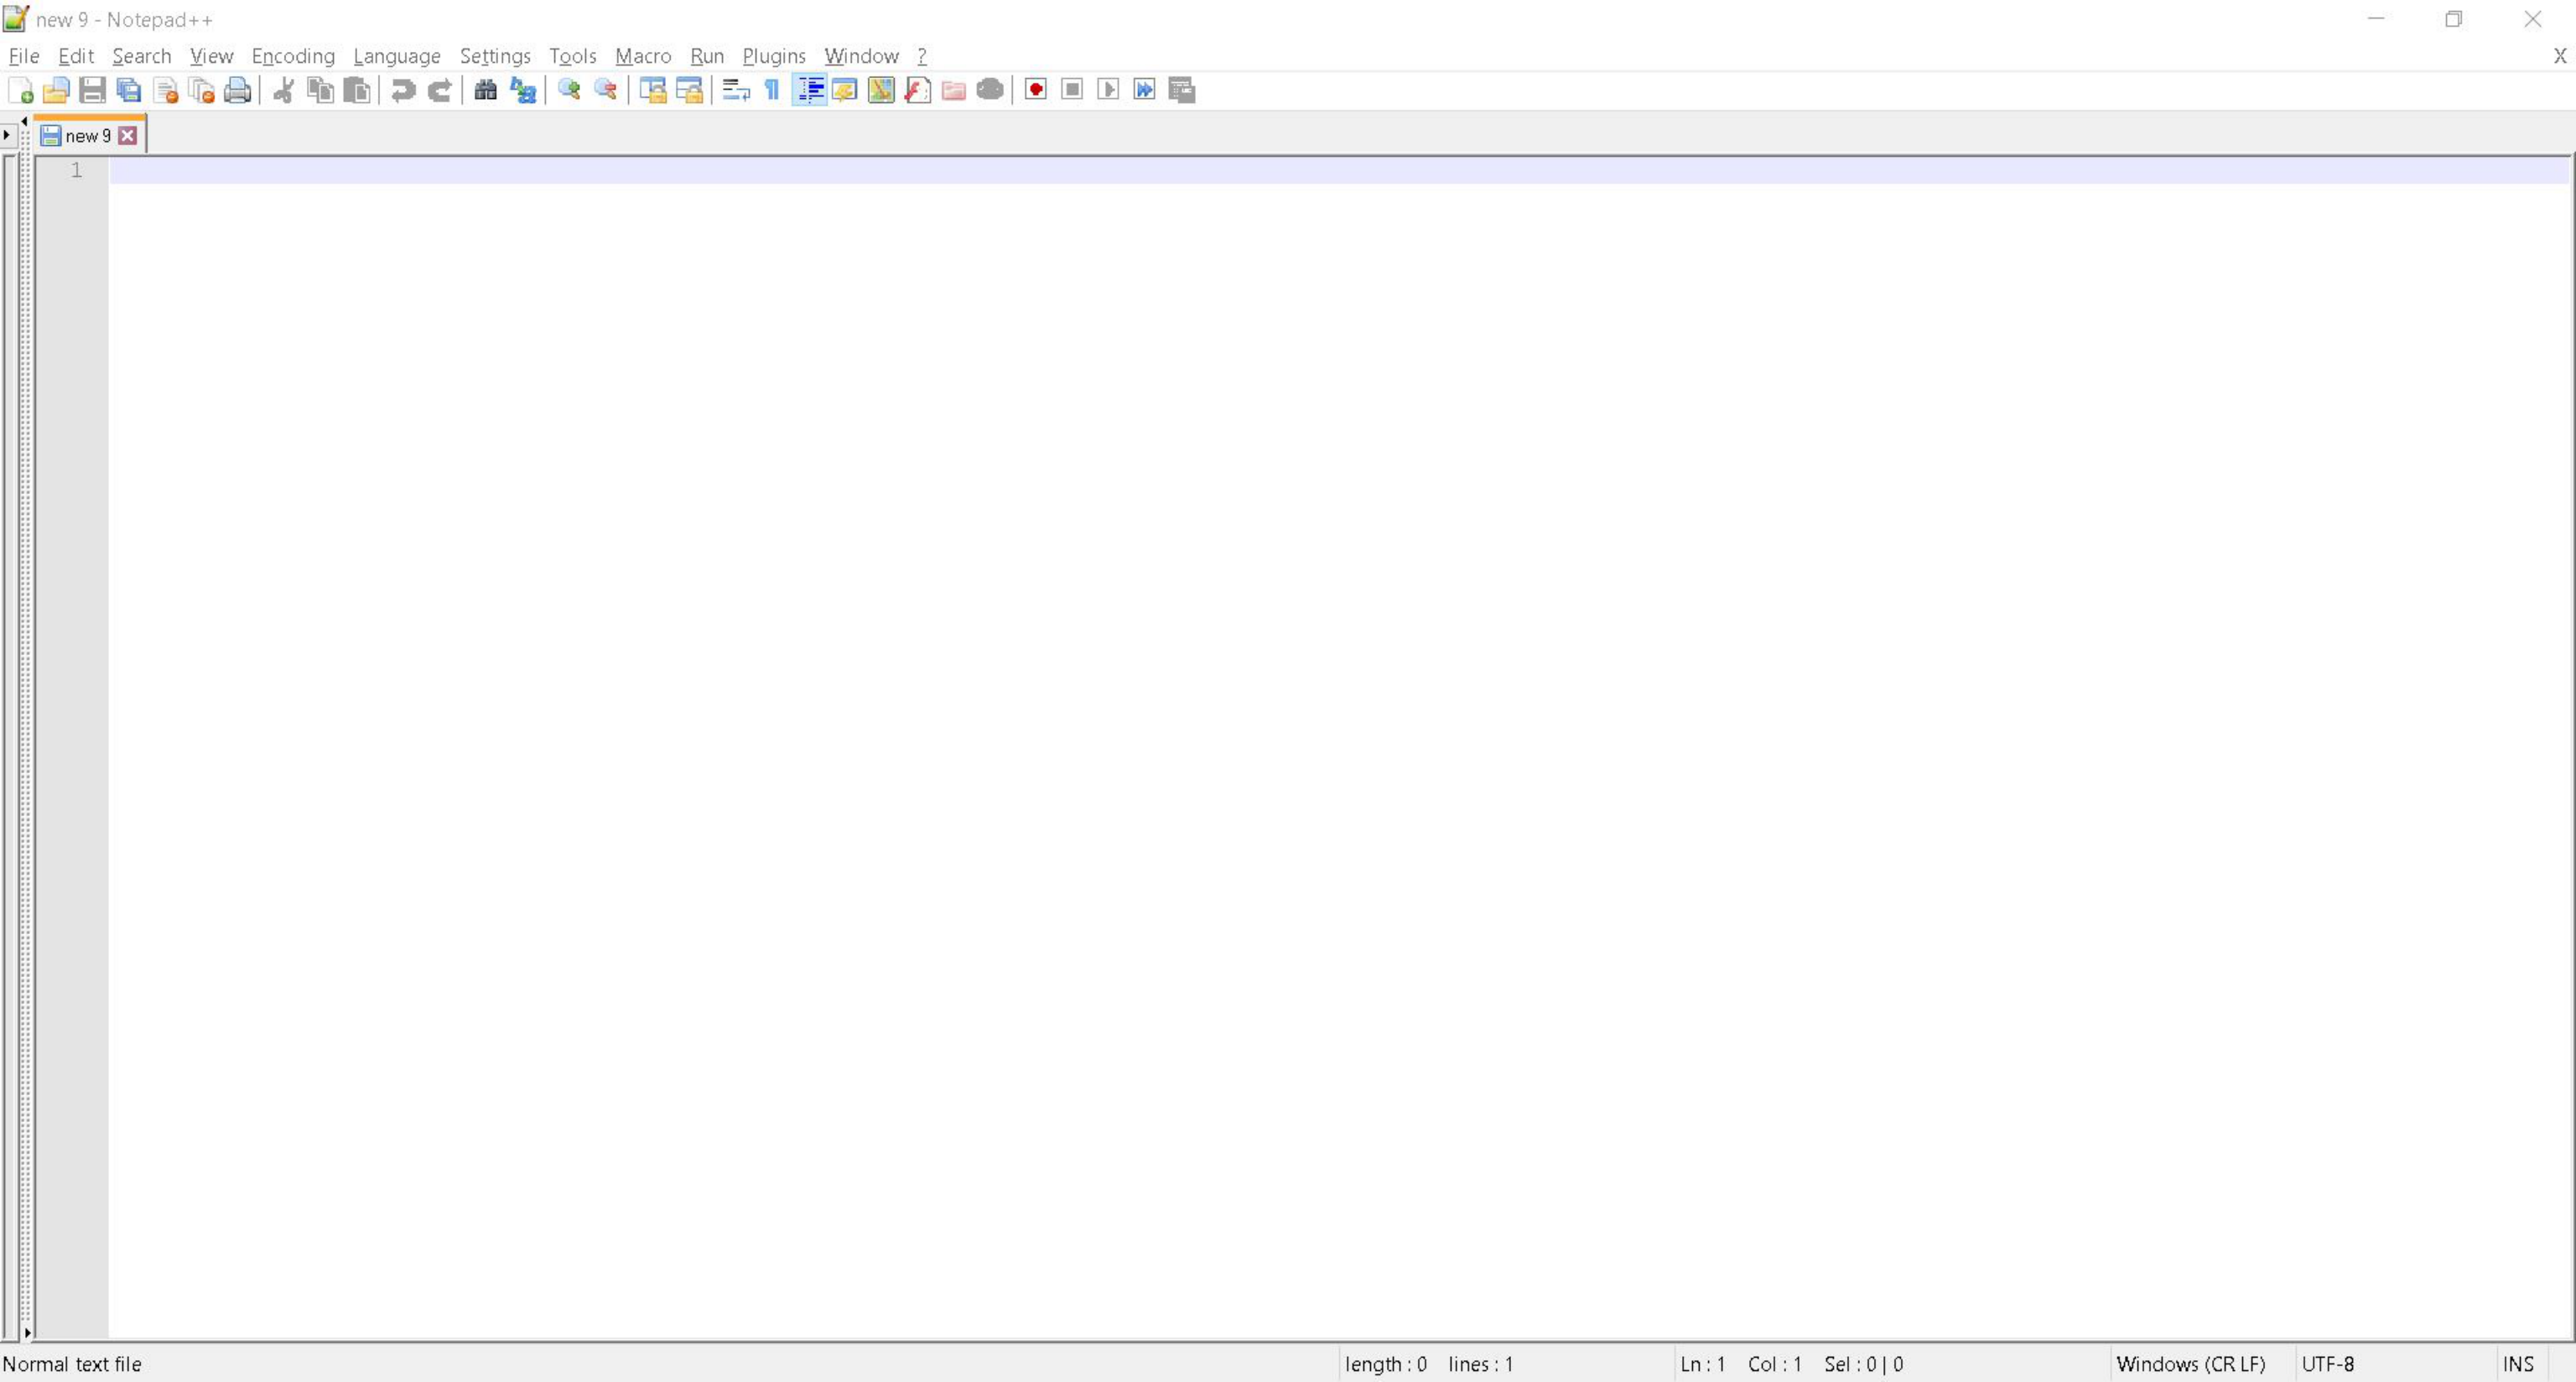 new 9 - Notepad++
File Edit Search View Encoding Language Settings Tools Macro Run Plugins Window ? X
new 9
1
Normal text file length : 0 lines : 1 Ln : 1 Col : 1 Sel : 0 | 0 Windows (CR LF) UTF-8 INS